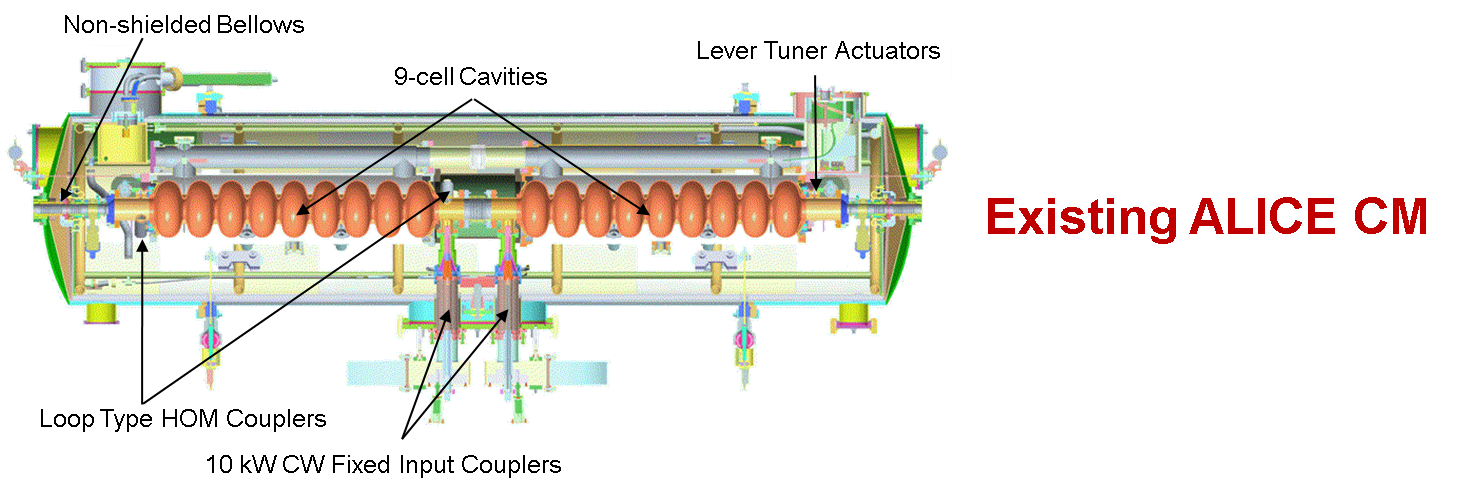 Non-shielded Bellows
Lever Tuner Actuators
9-cell Cavities
Existing ALICE CM
Loop Type HOM Couplers
10 kW CW Fixed Input Couplers